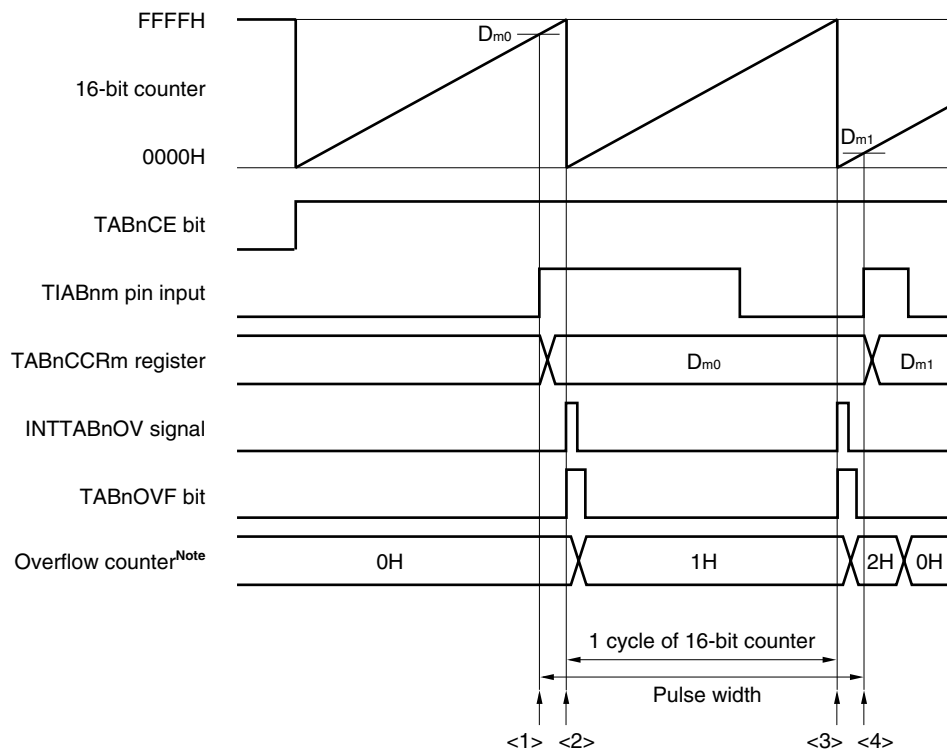 FFFFH
Dm0
16-bit counter
Dm1
0000H
TABnCE bit
TIABnm pin input
TABnCCRm register
Dm0
Dm1
INTTABnOV signal
TABnOVF bit
Overflow counterNote
0H
1H
2H
0H
1 cycle of 16-bit counter
Pulse width
<1>
<2>
<3>
<4>